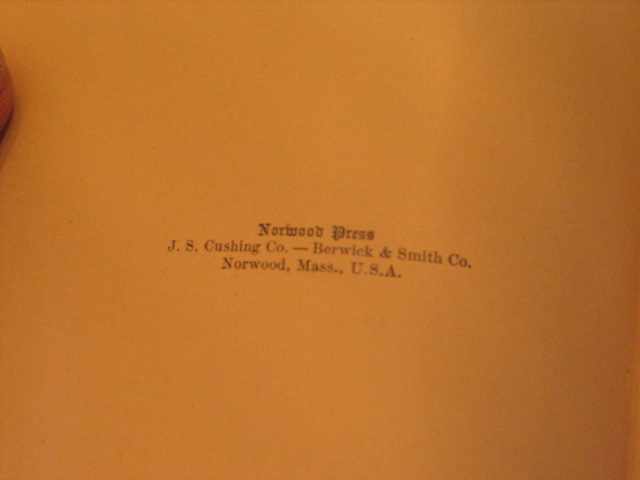 Norwood Press
J. S. Cushing Co. — Berwick & Smith Co.
Norwood, Mass., U.S.A.